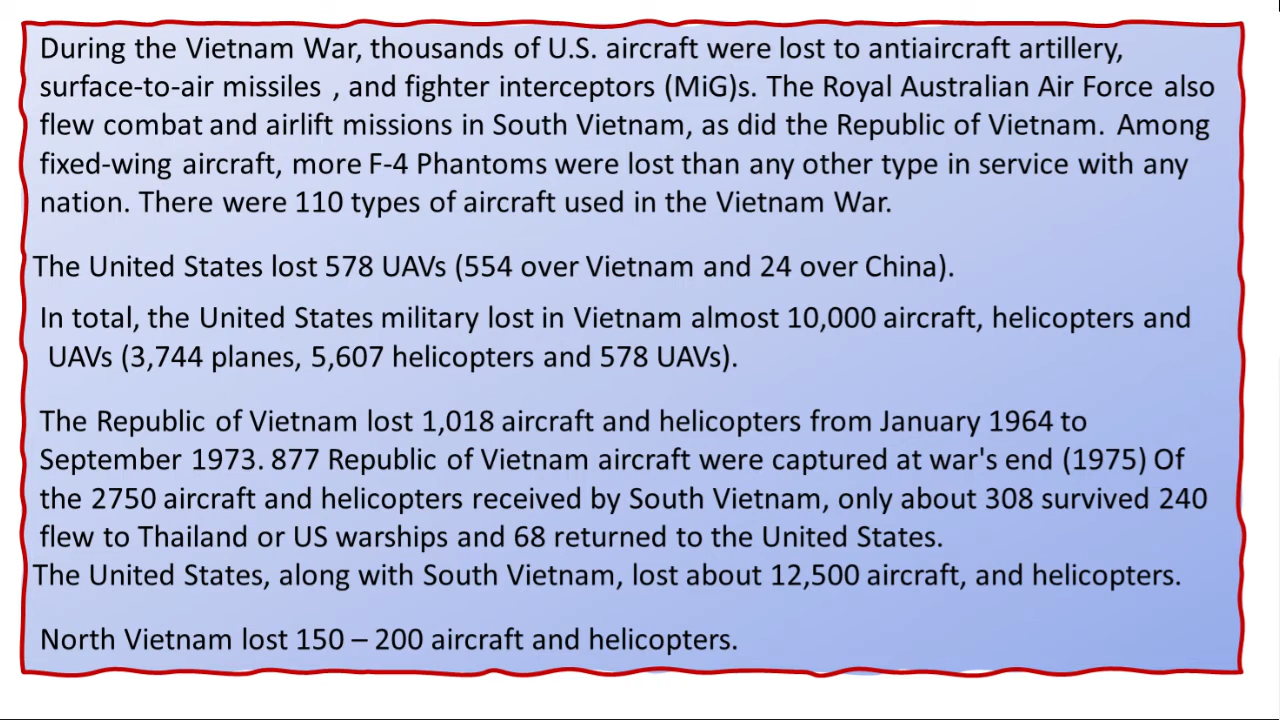 During the Vietnam War, thousands of U.S. aircraft were lost to antiaircraft artillery,
surface-to-air missiles , and fighter interceptors (MiG)s. The Royal Australian Air Force also
flew combat and airlift missions in South Vietnam, as did the Republic of Vietnam. Among
fixed-wing aircraft, more F-4 Phantoms were lost than any other type in service with any
nation. There were 110 types of aircraft used in the Vietnam War.
The United States lost 578 UAVs (554 over Vietnam and 24 over China).
In total, the United States military lost in Vietnam almost 10,000 aircraft, helicopters and
UAVs (3,744 planes, 5,607 helicopters and 578 UAVs).
The Republic of Vietnam lost 1,018 aircraft and helicopters from January 1964 to
September 1973. 877 Republic of Vietnam aircraft were captured at war's end (1975) Of
the 2750 aircraft and helicopters received by South Vietnam, only about 308 survived 240
flew to Thailand or US warships and 68 returned to the United States.
The United States, along with South Vietnam, lost about 12,500 aircraft, and helicopters.
North Vietnam lost 150 – 200 aircraft and helicopters.